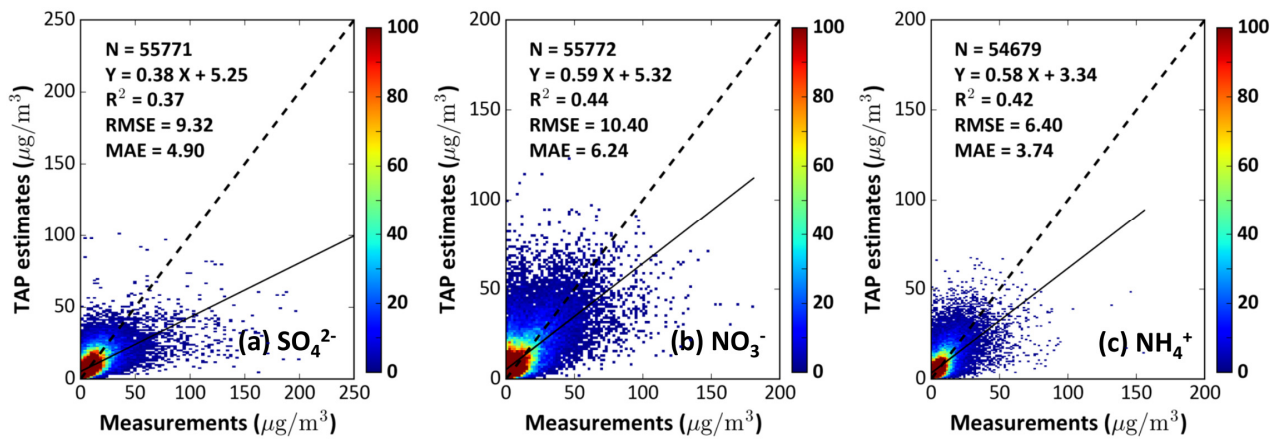 250
200
150
100
50
0
TAP estimates (μg/m³)
N = 55771
Y = 0.38 X + 5.25
R² = 0.37
RMSE = 9.32
MAE = 4.90
(a) SO₄²⁻
0 50 100 150 200 250
Measurements (μg/m³)
100
80
60
40
20
0
200
150
100
50
0
TAP estimates (μg/m³)
N = 55772
Y = 0.59 X + 5.32
R² = 0.44
RMSE = 10.40
MAE = 6.24
(b) NO₃⁻
0 50 100 150 200
Measurements (μg/m³)
100
80
60
40
20
0
200
150
100
50
0
TAP estimates (μg/m³)
N = 54679
Y = 0.58 X + 3.34
R² = 0.42
RMSE = 6.40
MAE = 3.74
(c) NH₄⁺
0 50 100 150 200
Measurements (μg/m³)
100
80
60
40
20
0